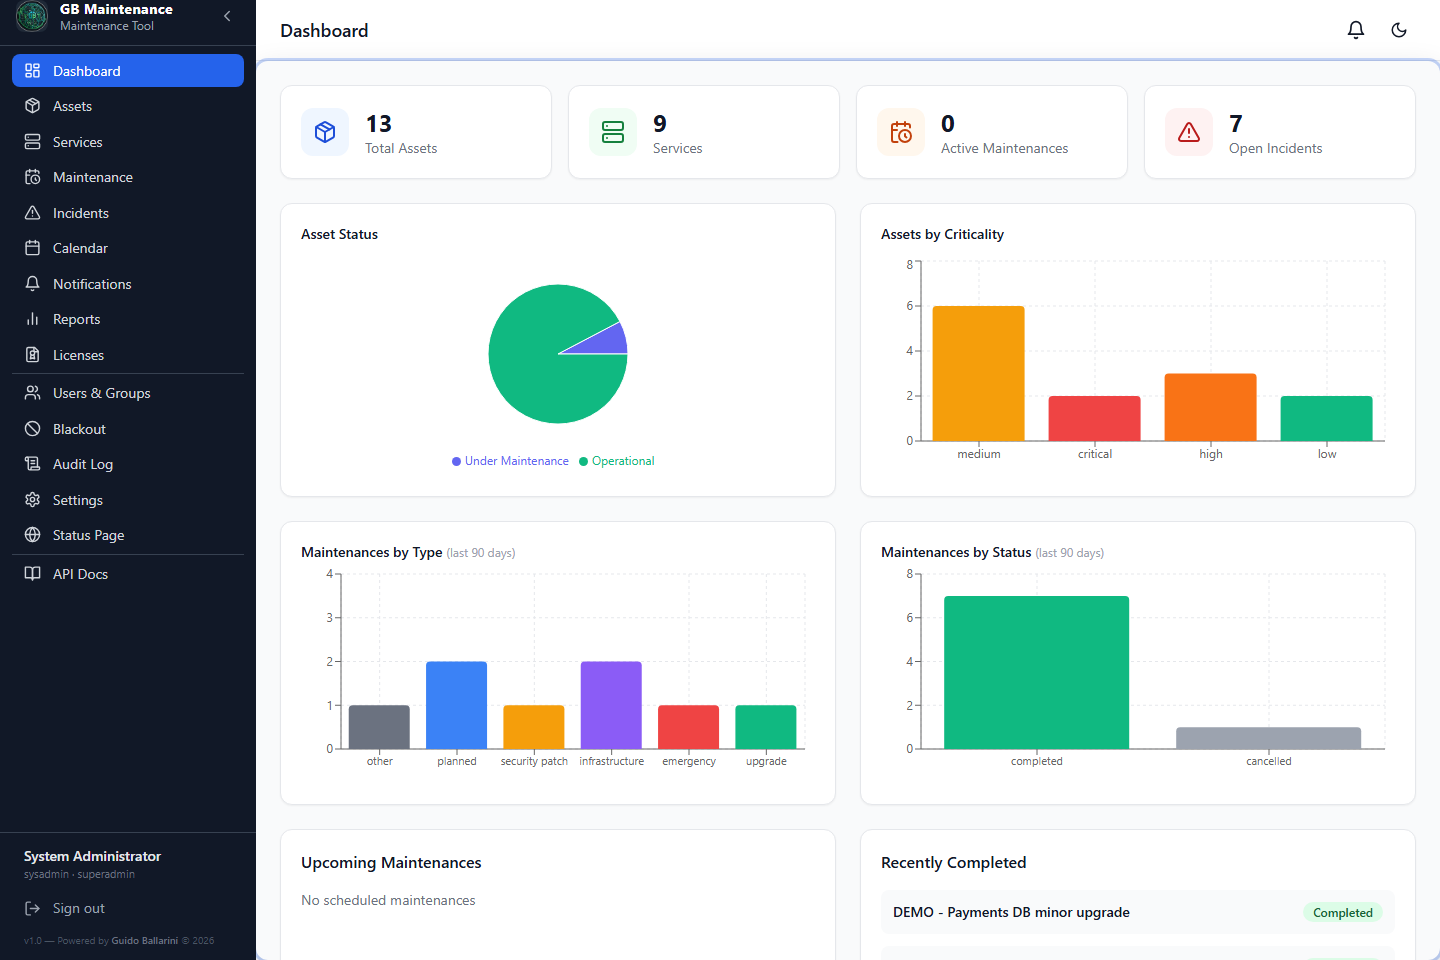 GB Maintenance
Maintenance Tool
Dashboard
Assets
Services
Maintenance
Incidents
Calendar
Notifications
Reports
Licenses
Users & Groups
Blackout
Audit Log
Settings
Status Page
API Docs
System Administrator
sysadmin · superadmin
Sign out
v1.0 — Powered by Guido Ballarini © 2026
Dashboard
13
Total Assets
9
Services
0
Active Maintenances
7
Open Incidents
Asset Status
Under Maintenance Operational
Assets by Criticality
8
6
4
2
0
medium critical high low
Maintenances by Type (last 90 days)
4
3
2
1
0
other planned security patch infrastructure emergency upgrade
Maintenances by Status (last 90 days)
8
6
4
2
0
completed cancelled
Upcoming Maintenances
No scheduled maintenances
Recently Completed
DEMO - Payments DB minor upgrade Completed